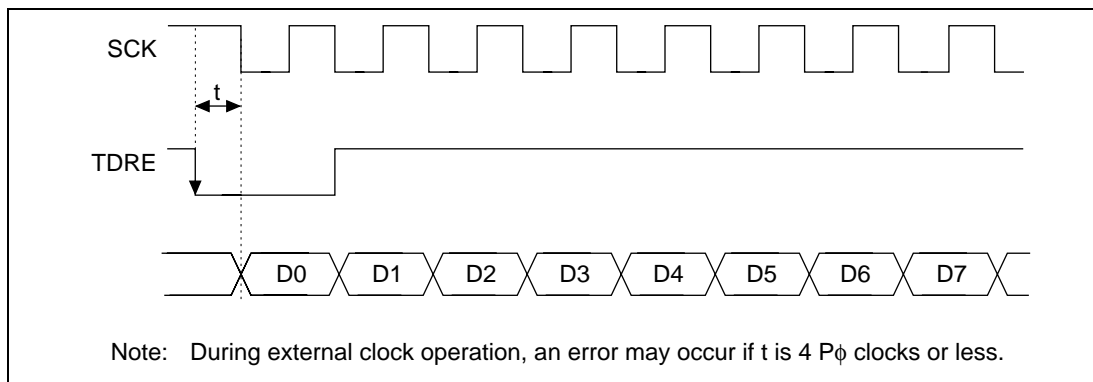 SCK
t
TDRE
D0 D1 D2 D3 D4 D5 D6 D7
Note: During external clock operation, an error may occur if t is 4 Pϕ clocks or less.